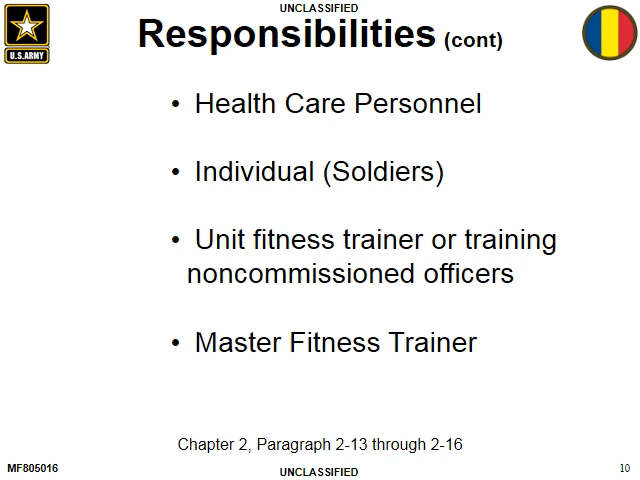 UNCLASSIFIED
Responsibilities (cont)
U.S.ARMY
• Health Care Personnel
• Individual (Soldiers)
• Unit fitness trainer or training
noncommissioned officers
• Master Fitness Trainer
Chapter 2, Paragraph 2-13 through 2-16
MF805016
UNCLASSIFIED
10